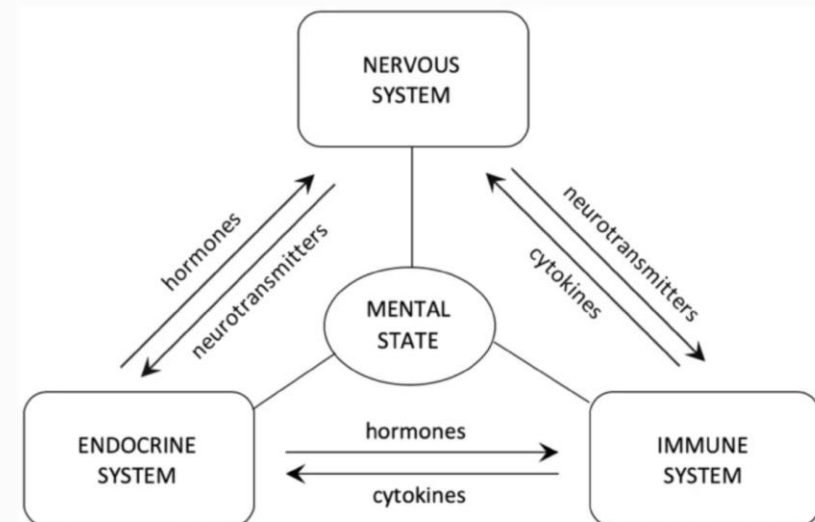 NERVOUS
SYSTEM
hormones
neurotransmitters
neurotransmitters
cytokines
MENTAL
STATE
ENDOCRINE
SYSTEM
hormones
cytokines
IMMUNE
SYSTEM